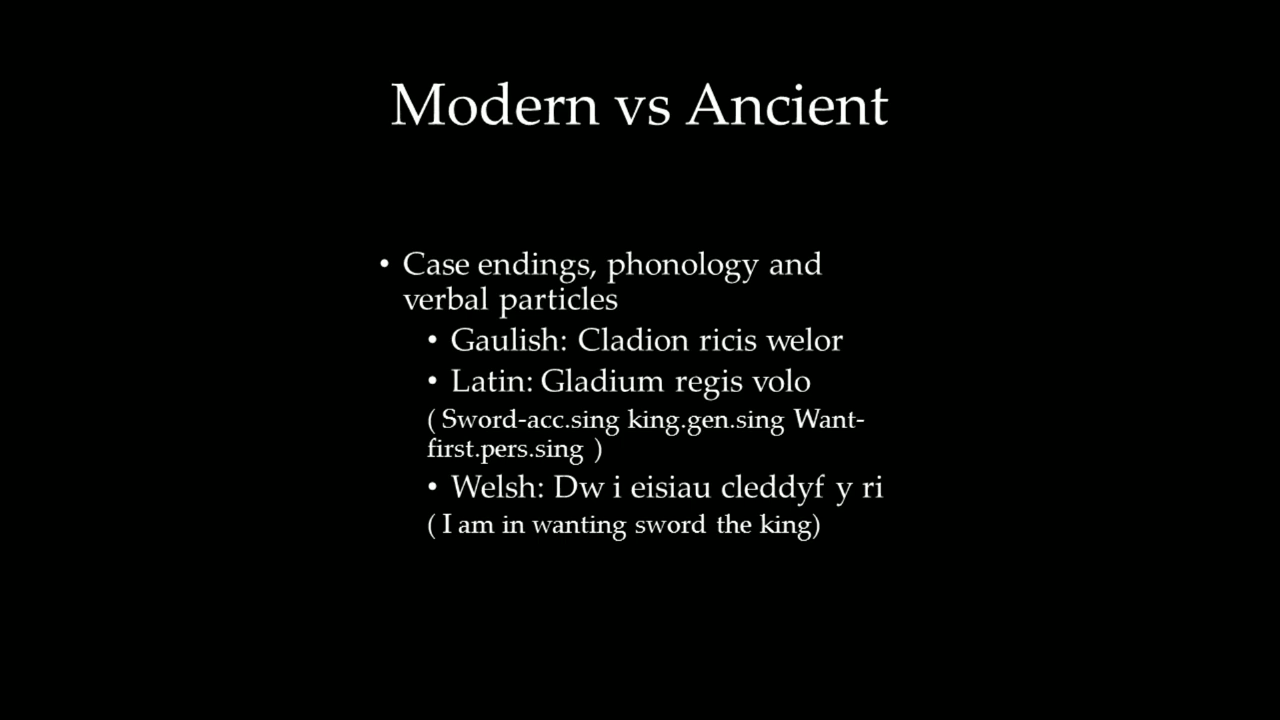 Modern vs Ancient
• Case endings, phonology and
verbal particles
• Gaulish: Cladion ricis welor
• Latin: Gladium regis volo
( Sword-acc.sing king.gen.sing Want-
first.pers.sing )
• Welsh: Dw i eisiau cleddyf y ri
( I am in wanting sword the king)